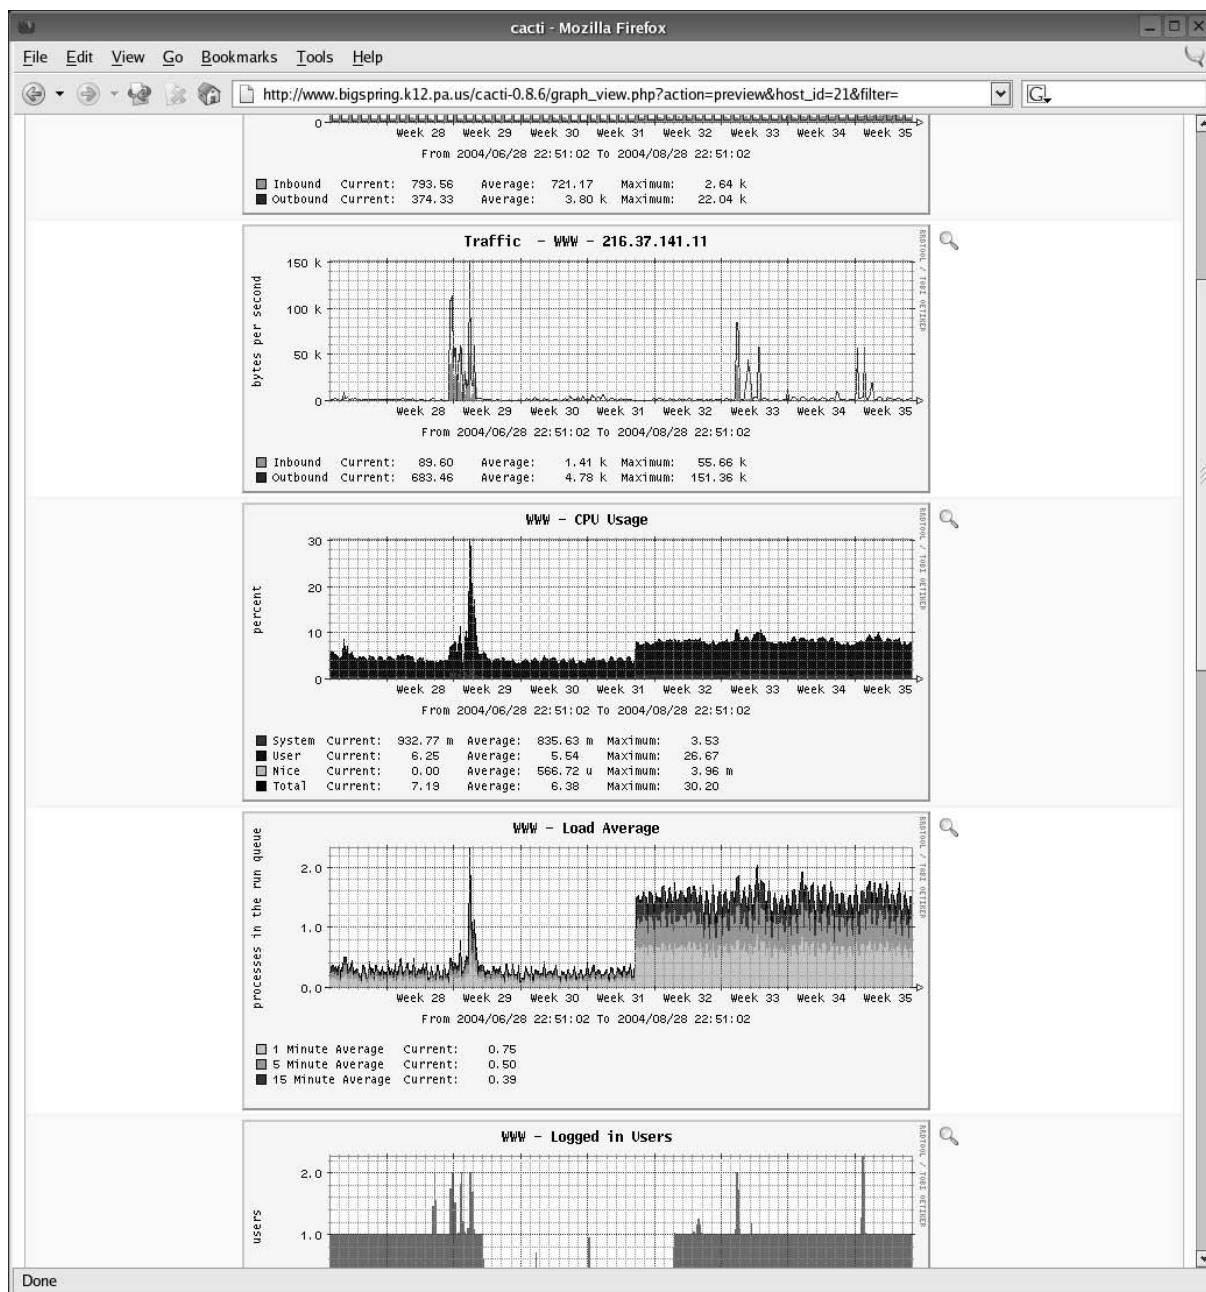 cacti - Mozilla Firefox
File Edit View Go Bookmarks Tools Help
http://www.bigspring.k12.pa.us/cacti-0.8.6/graph_view.php?action=preview&host_id=21&filter=
G
0
Week 28 Week 29 Week 30 Week 31 Week 32 Week 33 Week 34 Week 35
From 2004/06/28 22:51:02 To 2004/08/28 22:51:02
Inbound Current: 793.56 Average: 721.17 Maximum: 2.64 k
Outbound Current: 374.33 Average: 3.80 k Maximum: 22.04 k
Traffic - WWW - 216.37.141.11
RRDTOOL / TOBI OETIKER
bytes per second
150 k
100 k
50 k
0
Week 28 Week 29 Week 30 Week 31 Week 32 Week 33 Week 34 Week 35
From 2004/06/28 22:51:02 To 2004/08/28 22:51:02
Inbound Current: 89.60 Average: 1.41 k Maximum: 55.66 k
Outbound Current: 683.46 Average: 4.78 k Maximum: 151.36 k
WWW - CPU Usage
RRDTOOL / TOBI OETIKER
percent
30
20
10
0
Week 28 Week 29 Week 30 Week 31 Week 32 Week 33 Week 34 Week 35
From 2004/06/28 22:51:02 To 2004/08/28 22:51:02
System Current: 932.77 m Average: 835.63 m Maximum: 3.53
User Current: 6.25 Average: 5.54 Maximum: 26.67
Nice Current: 0.00 Average: 566.72 u Maximum: 3.96 m
Total Current: 7.19 Average: 6.38 Maximum: 30.20
WWW - Load Average
RRDTOOL / TOBI OETIKER
processes in the run queue
2.0
1.0
0.0
Week 28 Week 29 Week 30 Week 31 Week 32 Week 33 Week 34 Week 35
From 2004/06/28 22:51:02 To 2004/08/28 22:51:02
1 Minute Average Current: 0.75
5 Minute Average Current: 0.50
15 Minute Average Current: 0.39
WWW - Logged in Users
RRDTOOL / TOBI OETIKER
users
2.0
1.0
Done